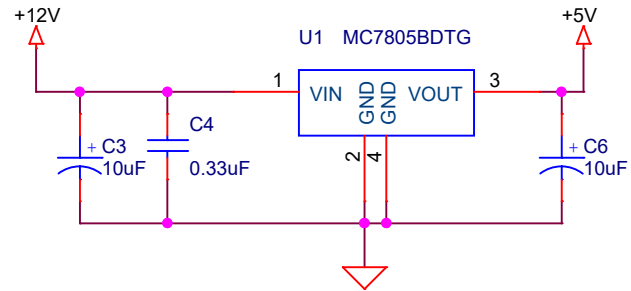 +12V
+5V
U1 MC7805BDTG
1
3
VIN
GND
GND
VOUT
2
4
+ C3
10uF
C4
0.33uF
+ C6
10uF